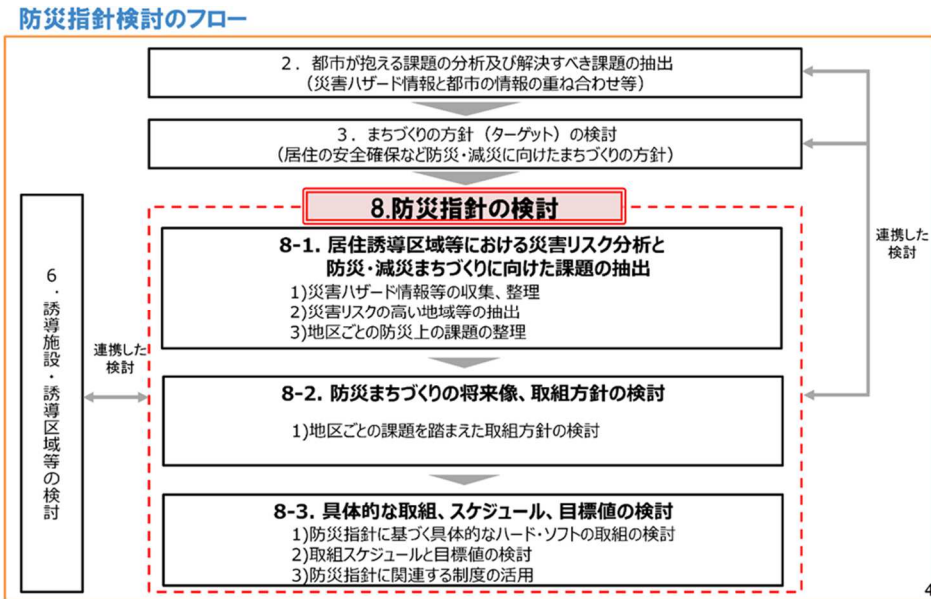 防災指針検討のフロー
2．都市が抱える課題の分析及び解決すべき課題の抽出
（災害ハザード情報と都市の情報の重ね合わせ等）
3．まちづくりの方針（ターゲット）の検討
（居住の安全確保など防災・減災に向けたまちづくりの方針）
8.防災指針の検討
8-1. 居住誘導区域等における災害リスク分析と
防災・減災まちづくりに向けた課題の抽出
1)災害ハザード情報等の収集、整理
2)災害リスクの高い地域等の抽出
3)地区ごとの防災上の課題の整理
8-2. 防災まちづくりの将来像、取組方針の検討
1)地区ごとの課題を踏まえた取組方針の検討
8-3. 具体的な取組、スケジュール、目標値の検討
1)防災指針に基づく具体的なハード・ソフトの取組の検討
2)取組スケジュールと目標値の検討
3)防災指針に関連する制度の活用
6．誘導施設・誘導区域等の検討
連携した
検討
連携した
検討
4